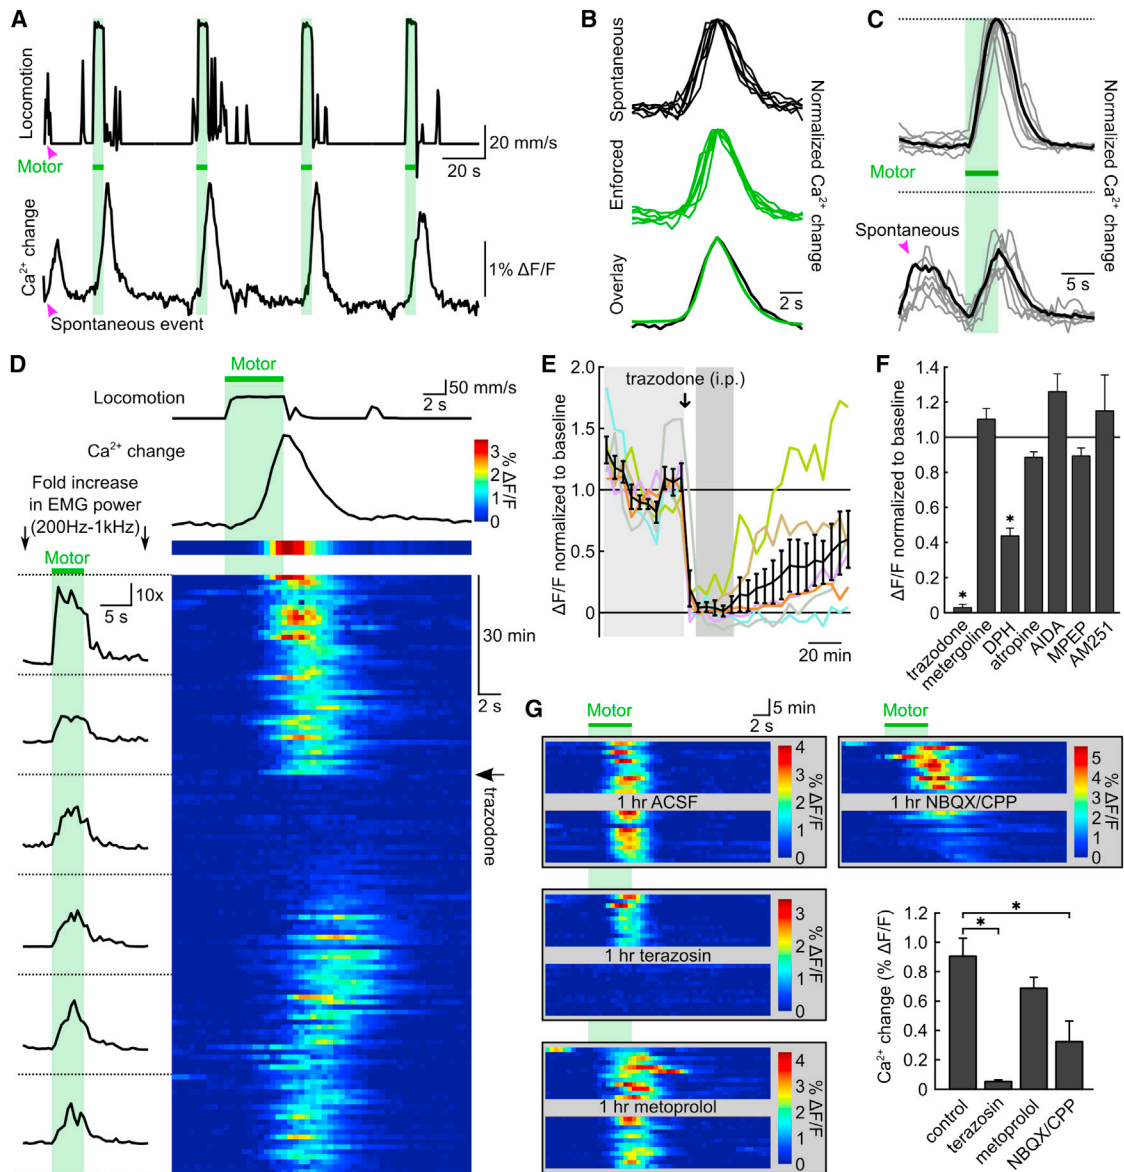 A
Locomotion
20 mm/s
20 s
Motor
Ca²⁺ change
1% ΔF/F
Spontaneous event
B
Spontaneous
Enforced
Overlay
Normalized Ca²⁺ change
2 s
C
Motor
Spontaneous
Normalized Ca²⁺ change
5 s
D
Motor
Locomotion
50 mm/s
2 s
Ca²⁺ change
3
2
1
0
% ΔF/F
Fold increase
in EMG power
(200Hz-1kHz)
Motor
10x
5 s
30 min
2 s
trazodone
E
ΔF/F normalized to baseline
2.0
1.5
1.0
0.5
0
trazodone (i.p.)
20 min
F
ΔF/F normalized to baseline
1.4
1.2
1.0
0.8
0.6
0.4
0.2
0
*
*
trazodone
metergoline
DPH
atropine
AIDA
MPEP
AM251
G
Motor
5 min
2 s
Motor
1 hr ACSF
4
3
2
1
0
% ΔF/F
1 hr NBQX/CPP
5
4
3
2
1
0
% ΔF/F
1 hr terazosin
3
2
1
0
% ΔF/F
1 hr metoprolol
4
3
2
1
0
% ΔF/F
Ca²⁺ change (% ΔF/F)
1.2
1.0
0.8
0.6
0.4
0.2
0
*
*
control
terazosin
metoprolol
NBQX/CPP